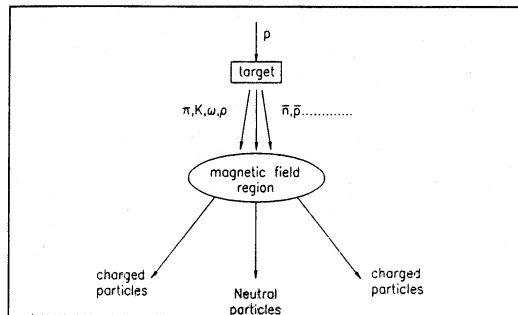 p
target
π,K,ω,ρ
n̄,p̄.............
magnetic field
region
charged
particles
Neutral
particles
charged
particles